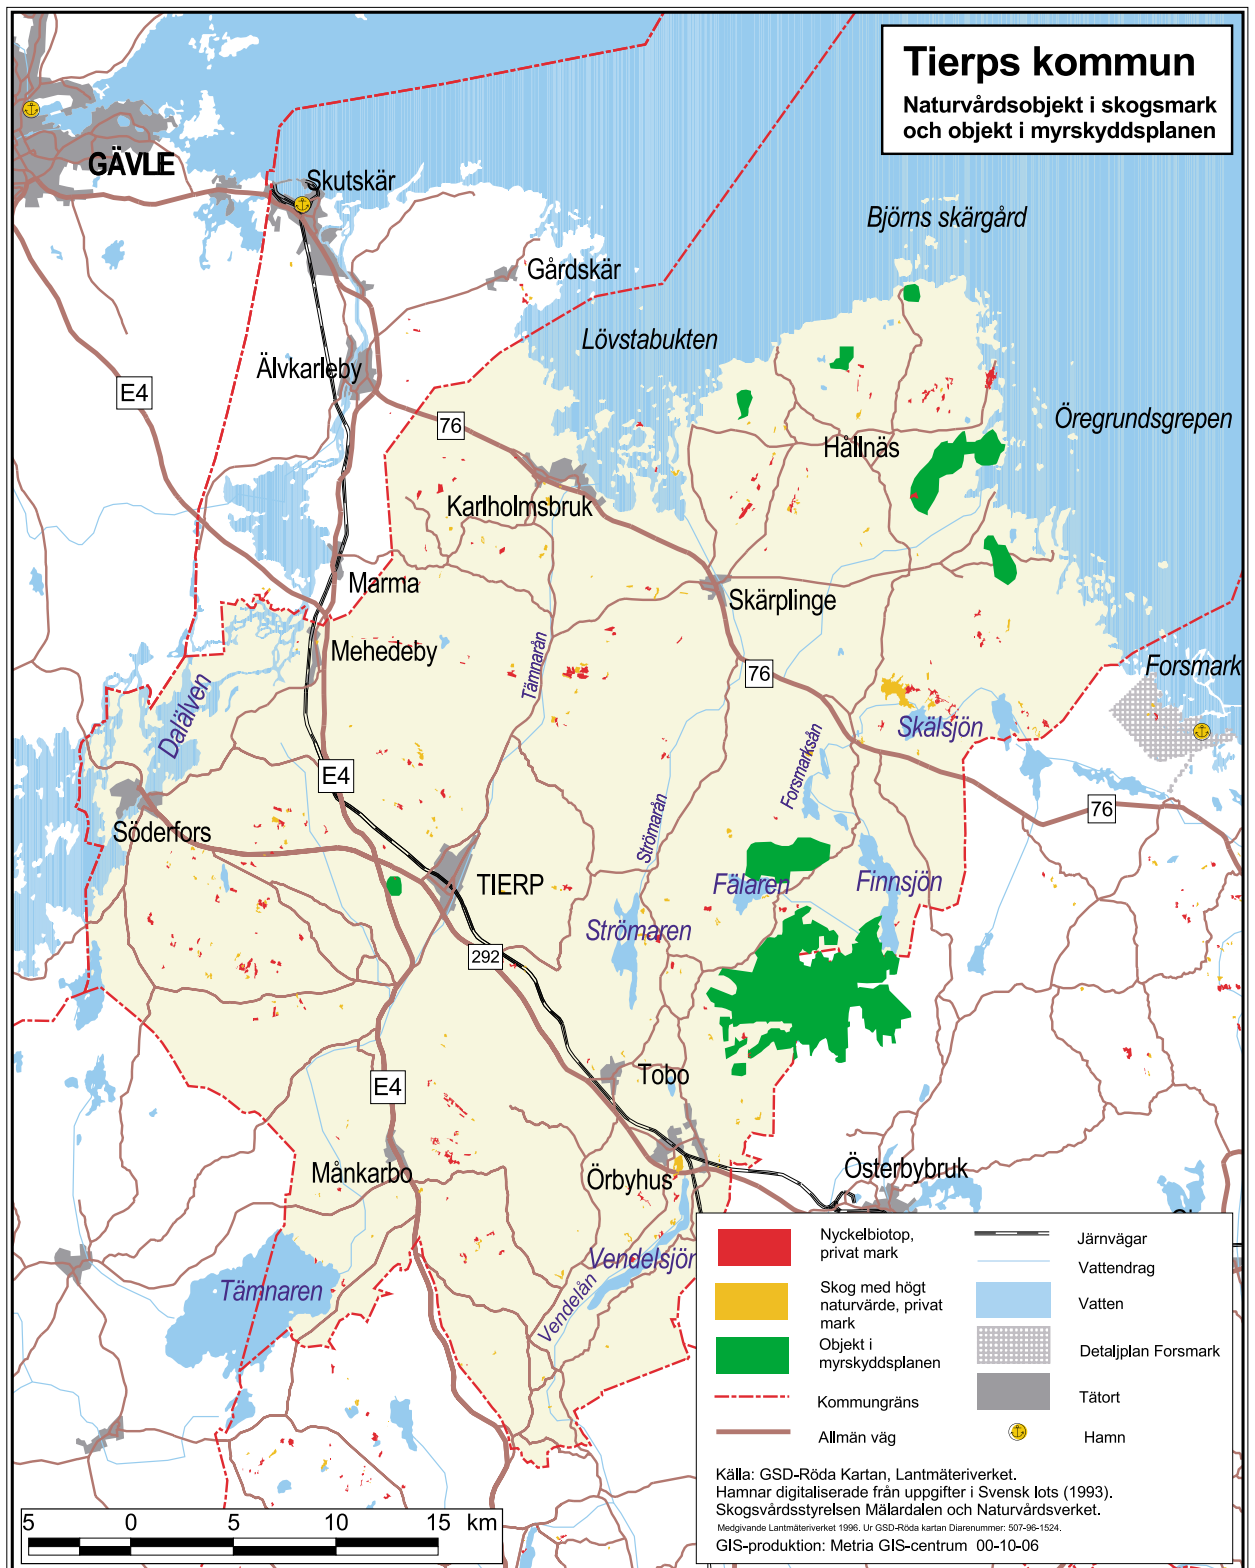 Tierps kommun
Naturvårdsobjekt i skogsmark
och objekt i myrskyddsplanen
GÄVLE
Skutskär
Björns skärgård
Gårdskär
Lövstabukten
Älvkarleby
E4
76
Öregrundsgrepen
Hållnäs
Karlholmsbruk
Marma
Skärplinge
Mehedeby
Tämnarån
Forsmark
76
Dalälven
Skälsjön
E4
Forsmarksån
76
Söderfors
Strömarån
TIERP
Fälaren
Finnsjön
Strömaren
292
Tobo
E4
Månkarbo
Örbyhus
Österbybruk
Vendelsjön
Tämnaren
Vendelån
Nyckelbiotop,
privat mark
Skog med högt
naturvärde, privat
mark
Objekt i
myrskyddsplanen
Kommungräns
Allmän väg
Järnvägar
Vattendrag
Vatten
Detaljplan Forsmark
Tätort
Hamn
Källa: GSD-Röda Kartan, Lantmäteriverket.
Hamnar digitaliserade från uppgifter i Svensk lots (1993).
Skogsvårdsstyrelsen Mälardalen och Naturvårdsverket.
Medgivande Lantmäteriverket 1996. Ur GSD-Röda kartan Diarenummer: 507-96-1524.
GIS-produktion: Metria GIS-centrum 00-10-06
5 0 5 10 15 km